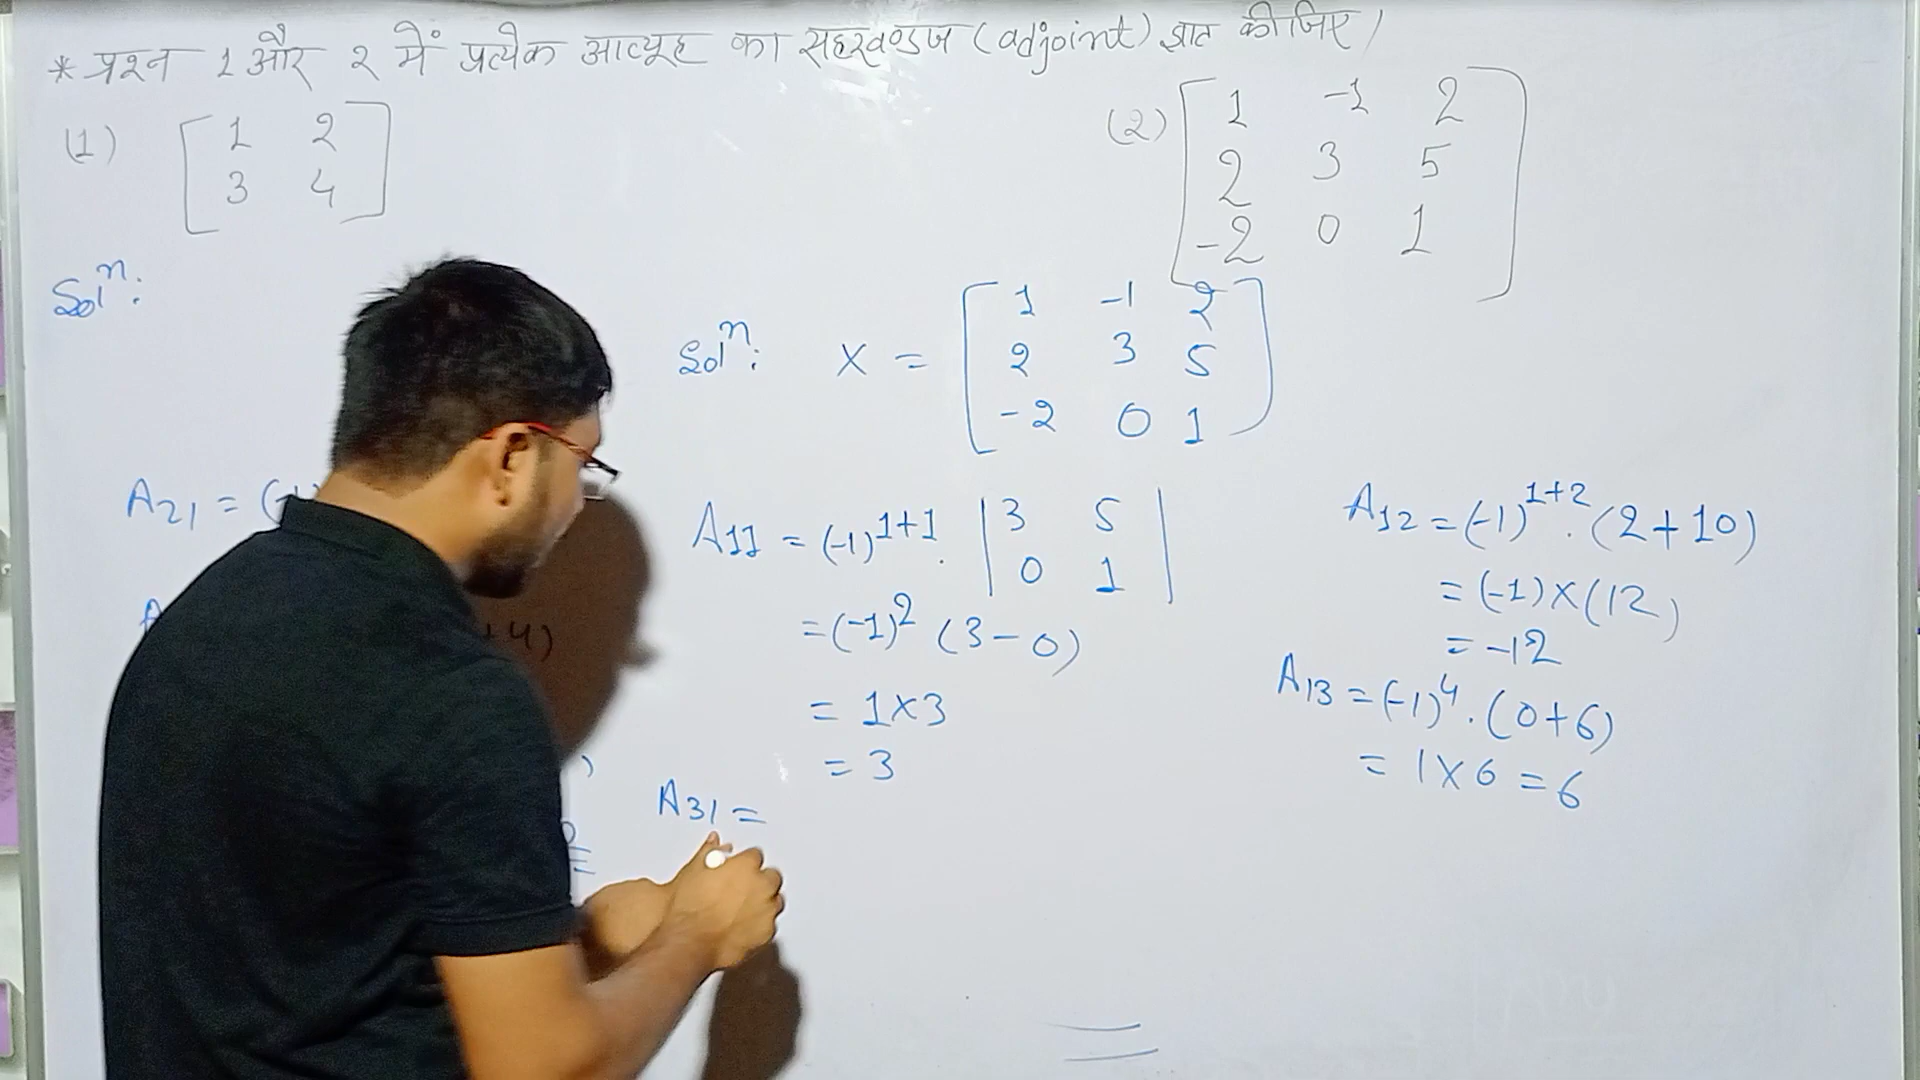 * प्रश्न 1 और 2 में प्रत्येक आव्यूह का सहखण्डज (adjoint) ज्ञात कीजिए।
(1) [ 1 2
3 4 ]
(2) [ 1 -1 2
2 3 5
-2 0 1 ]
Solⁿ:
Solⁿ: X = [ 1 -1 2
2 3 5
-2 0 1 ]
A21 = (-1)
+4)
A11 = (-1)^1+1 . | 3 5
0 1 |
= (-1)^2 (3 - 0)
= 1 x 3
= 3
A31 =
A12 = (-1)^1+2 . (2 + 10)
= (-1) x (12)
= -12
A13 = (-1)^4 . (0+6)
= 1 x 6 = 6